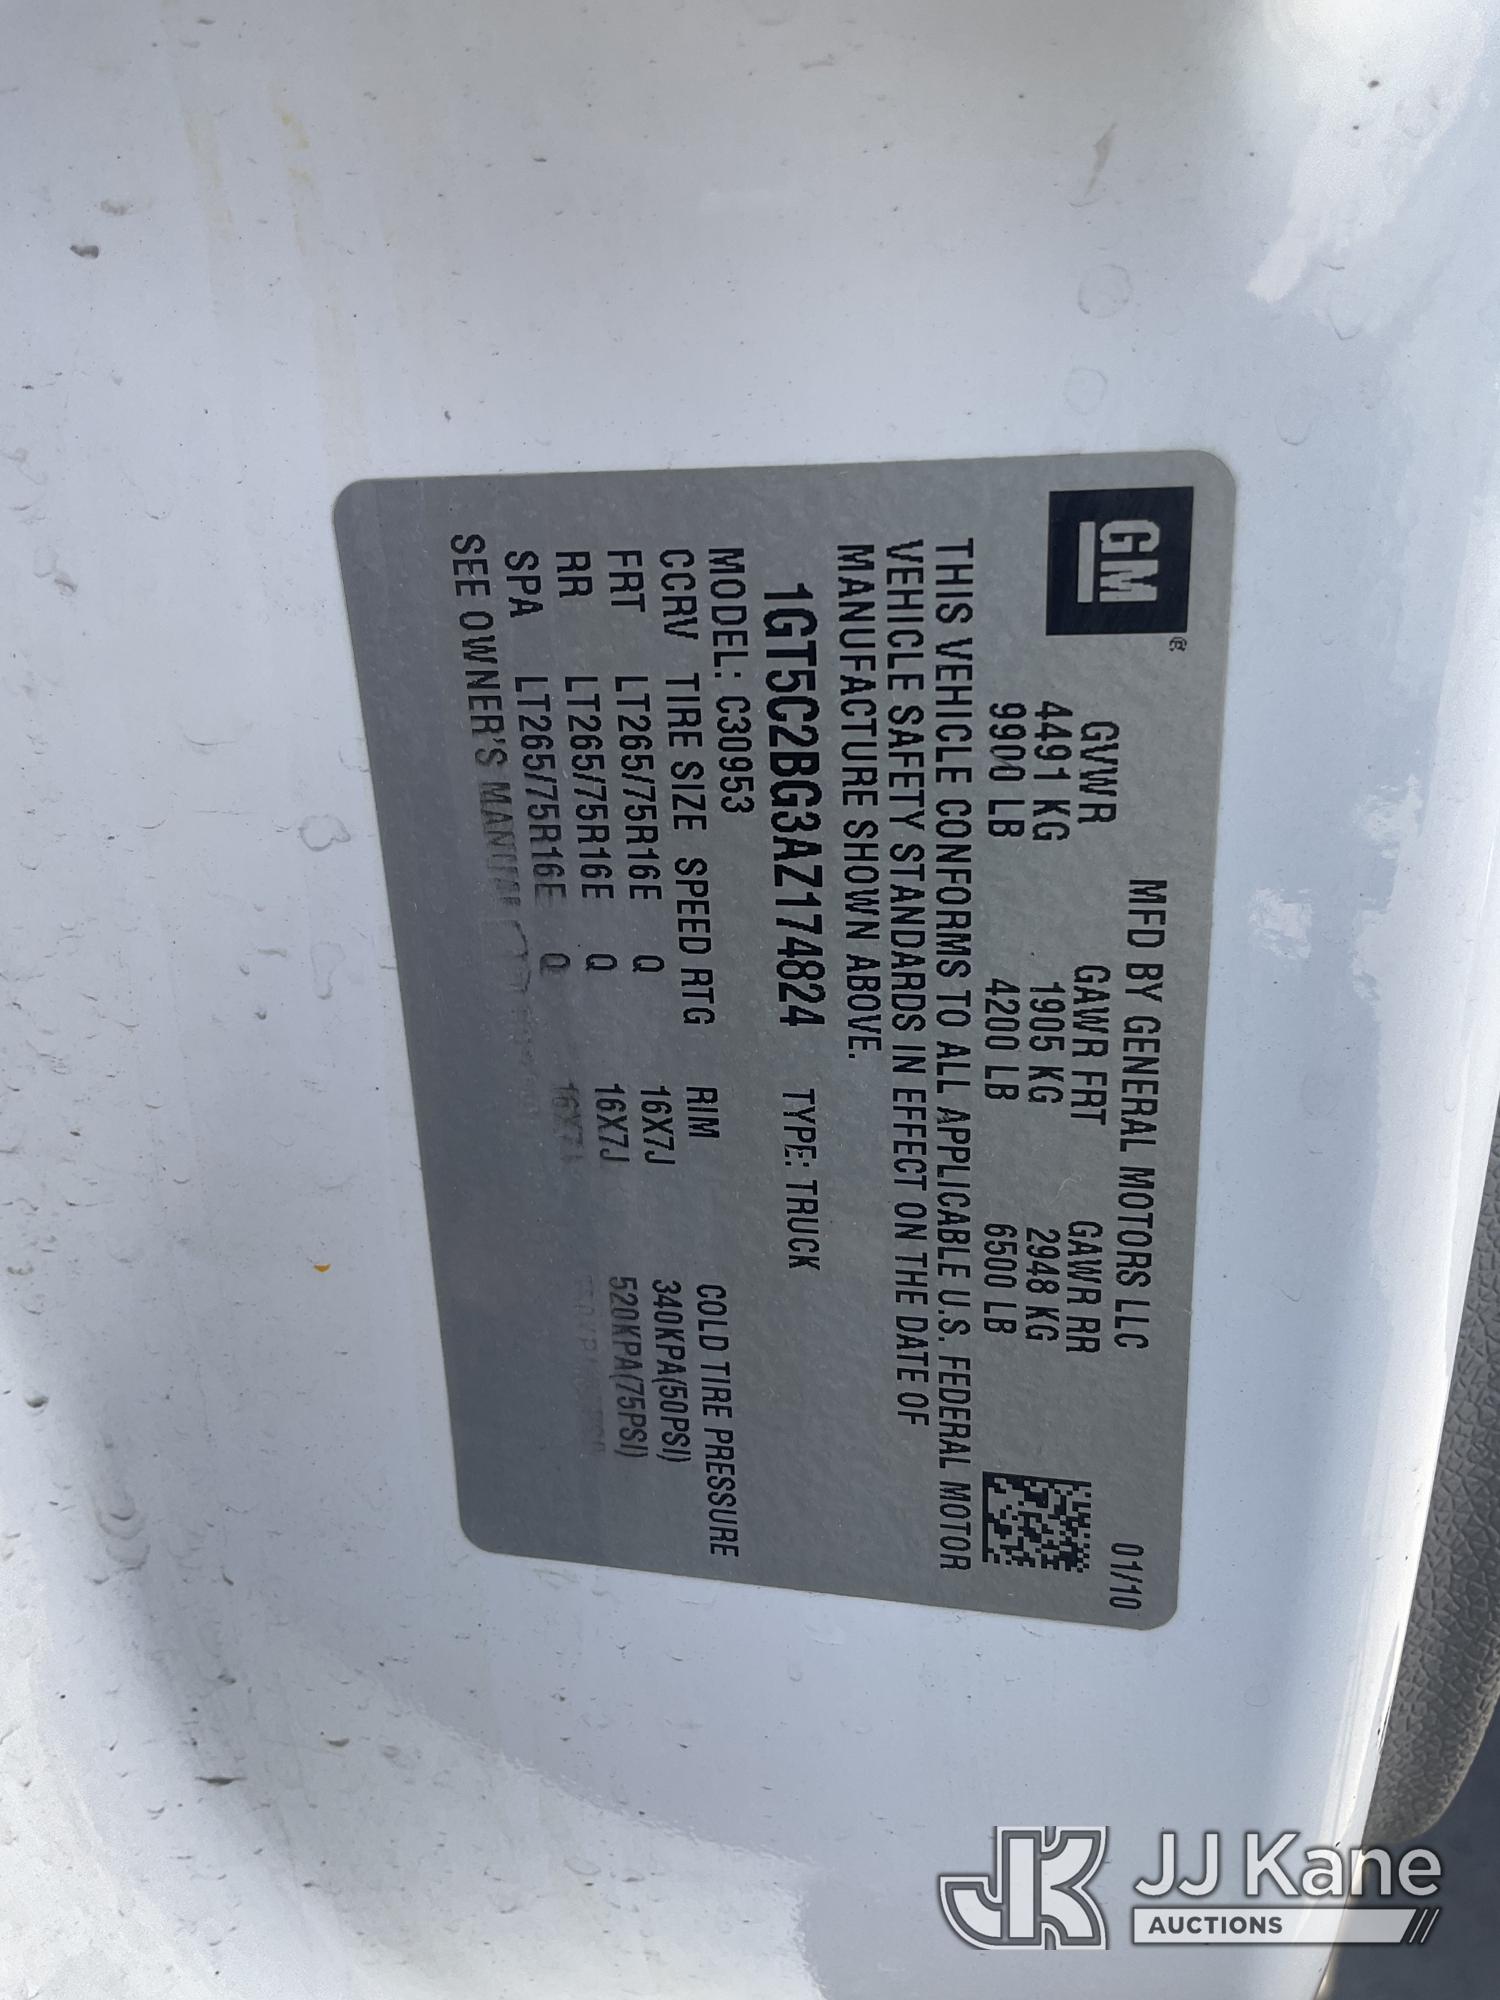 GM ®
MFD BY GENERAL MOTORS LLC 01/10
GVWR GAWR FRT GAWR RR
4491 KG 1905 KG 2948 KG
9900 LB 4200 LB 6500 LB
THIS VEHICLE CONFORMS TO ALL APPLICABLE U.S. FEDERAL MOTOR
VEHICLE SAFETY STANDARDS IN EFFECT ON THE DATE OF
MANUFACTURE SHOWN ABOVE.
1GT5C2BG3AZ174824 TYPE: TRUCK
MODEL: C30953
CCRV TIRE SIZE SPEED RTG RIM COLD TIRE PRESSURE
FRT LT265/75R16E Q 16X7J 340KPA(50PSI)
RR LT265/75R16E Q 16X7J 520KPA(75PSI)
SPA LT265/75R16E Q
SEE OWNER'S MANUAL
JK JJ Kane
AUCTIONS